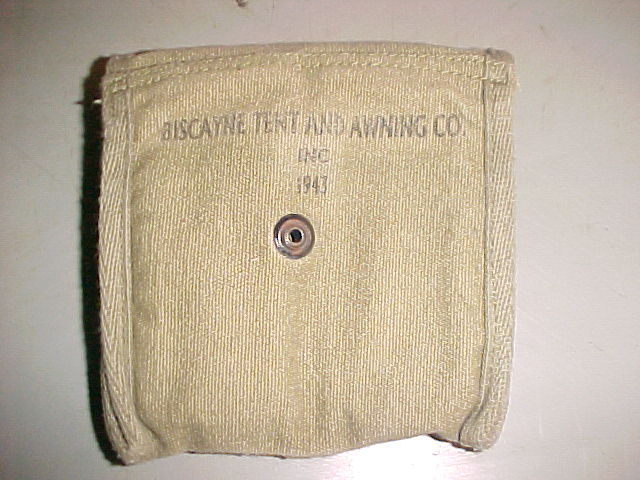 BISCAYNE TENT AND AWNING CO.
INC
1943